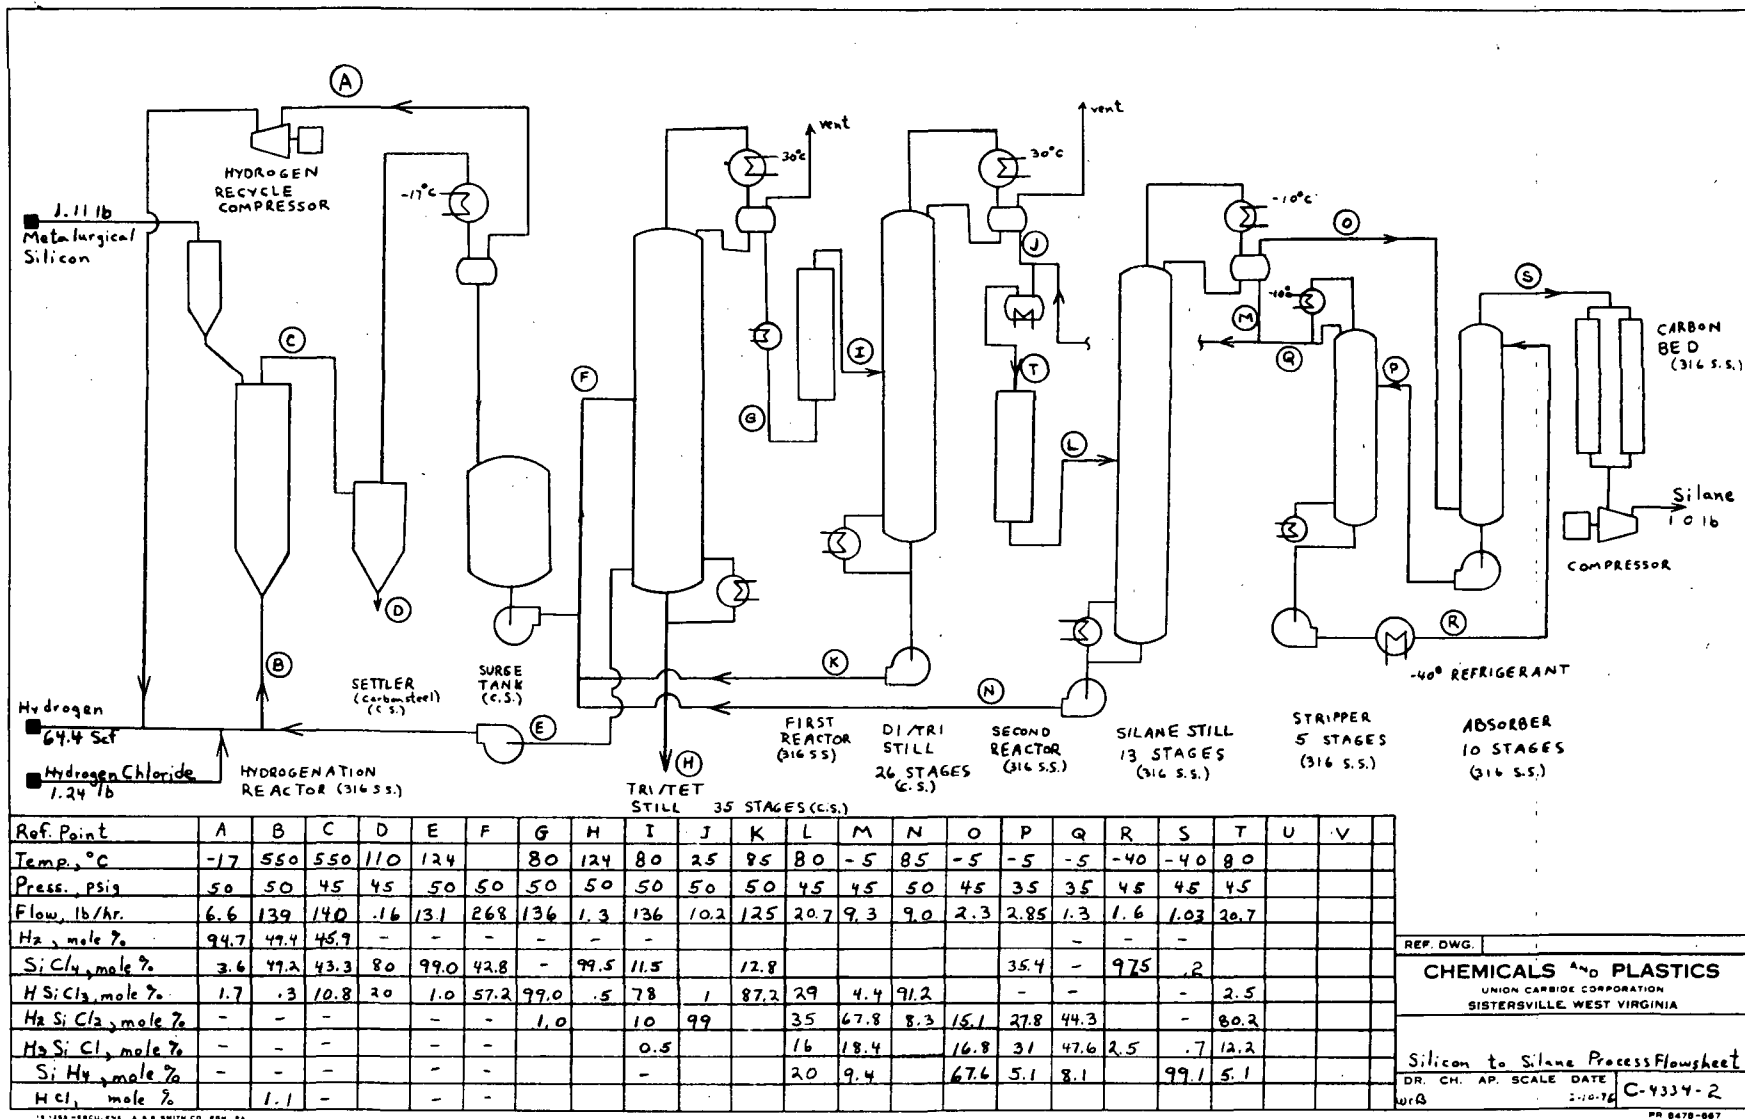 A
vent
vent
30°C
30°C
HYDROGEN
RECYCLE
COMPRESSOR
-17°C
-10°C
O
1.11 lb
Metalurgical
Silicon
J
S
-10°
M
CARBON
BED
(316 S.S.)
C
I
Q
F
T
P
G
L
Silane
1.0 lb
COMPRESSOR
D
B
K
R
SETTLER
(Carbon steel)
(C.S.)
SURGE
TANK
(C.S.)
-40° REFRIGERANT
N
Hydrogen
64.4 Scf
E
FIRST
REACTOR
(316 S.S)
DI/TRI
STILL
26 STAGES
(C.S.)
SECOND
REACTOR
(316 S.S.)
SILANE STILL
13 STAGES
(316 S.S.)
STRIPPER
5 STAGES
(316 S.S.)
ABSORBER
10 STAGES
(316 S.S.)
Hydrogen Chloride
1.24 lb
HYDROGENATION
REACTOR (316 S.S.)
H
TRI/TET
STILL 35 STAGES (C.S.)
Ref. Point A B C D E F G H I J K L M N O P Q R S T U V
Temp., °C -17 550 550 110 124 80 124 80 25 85 80 -5 85 -5 -5 -5 -40 -40 80
Press., psig 50 50 45 45 50 50 50 50 50 50 50 45 45 50 45 35 35 45 45 45
Flow, lb/hr. 6.6 139 140 .16 13.1 268 136 1.3 136 10.2 125 20.7 9.3 9.0 2.3 2.85 1.3 1.6 1.03 20.7
H2, mole % 94.7 49.4 45.9 - - - - - - - -
SiCl4, mole % 3.6 49.2 43.3 80 99.0 42.8 - 99.5 11.5 12.8 35.4 - 97.5 .2
HSiCl3, mole % 1.7 .3 10.8 20 1.0 57.2 99.0 .5 78 1 87.2 29 4.4 91.2 - - - 2.5
H2SiCl2, mole % - - - - - 1.0 10 99 35 67.8 8.3 15.1 27.8 44.3 - 80.2
H3SiCl, mole % - - - - 0.5 16 18.4 16.8 31 47.6 2.5 .7 12.2
SiH4, mole % - - - - - - 20 9.4 67.6 5.1 8.1 99.1 5.1
HCl, mole % 1.1 - - -
REF. DWG.
CHEMICALS AND PLASTICS
UNION CARBIDE CORPORATION
SISTERSVILLE, WEST VIRGINIA
Silicon to Silane Process Flowsheet
DR. CH. AP. SCALE DATE
WRB C-4334-2
PR 8478-667